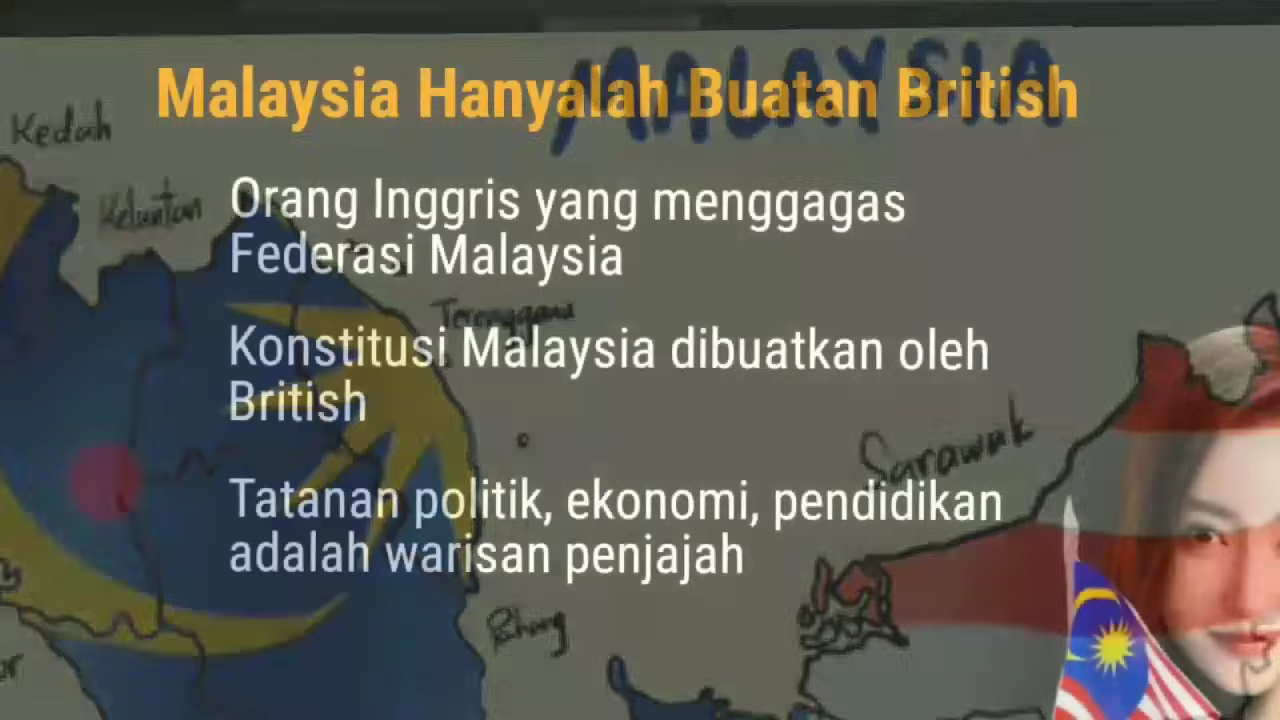 MALAYSIA
Malaysia Hanyalah Buatan British
Kedah
Kelantan
Orang Inggris yang menggagas
Federasi Malaysia
Terengganu
Konstitusi Malaysia dibuatkan oleh
British
Sarawak
Tatanan politik, ekonomi, pendidikan
adalah warisan penjajah
Pahang